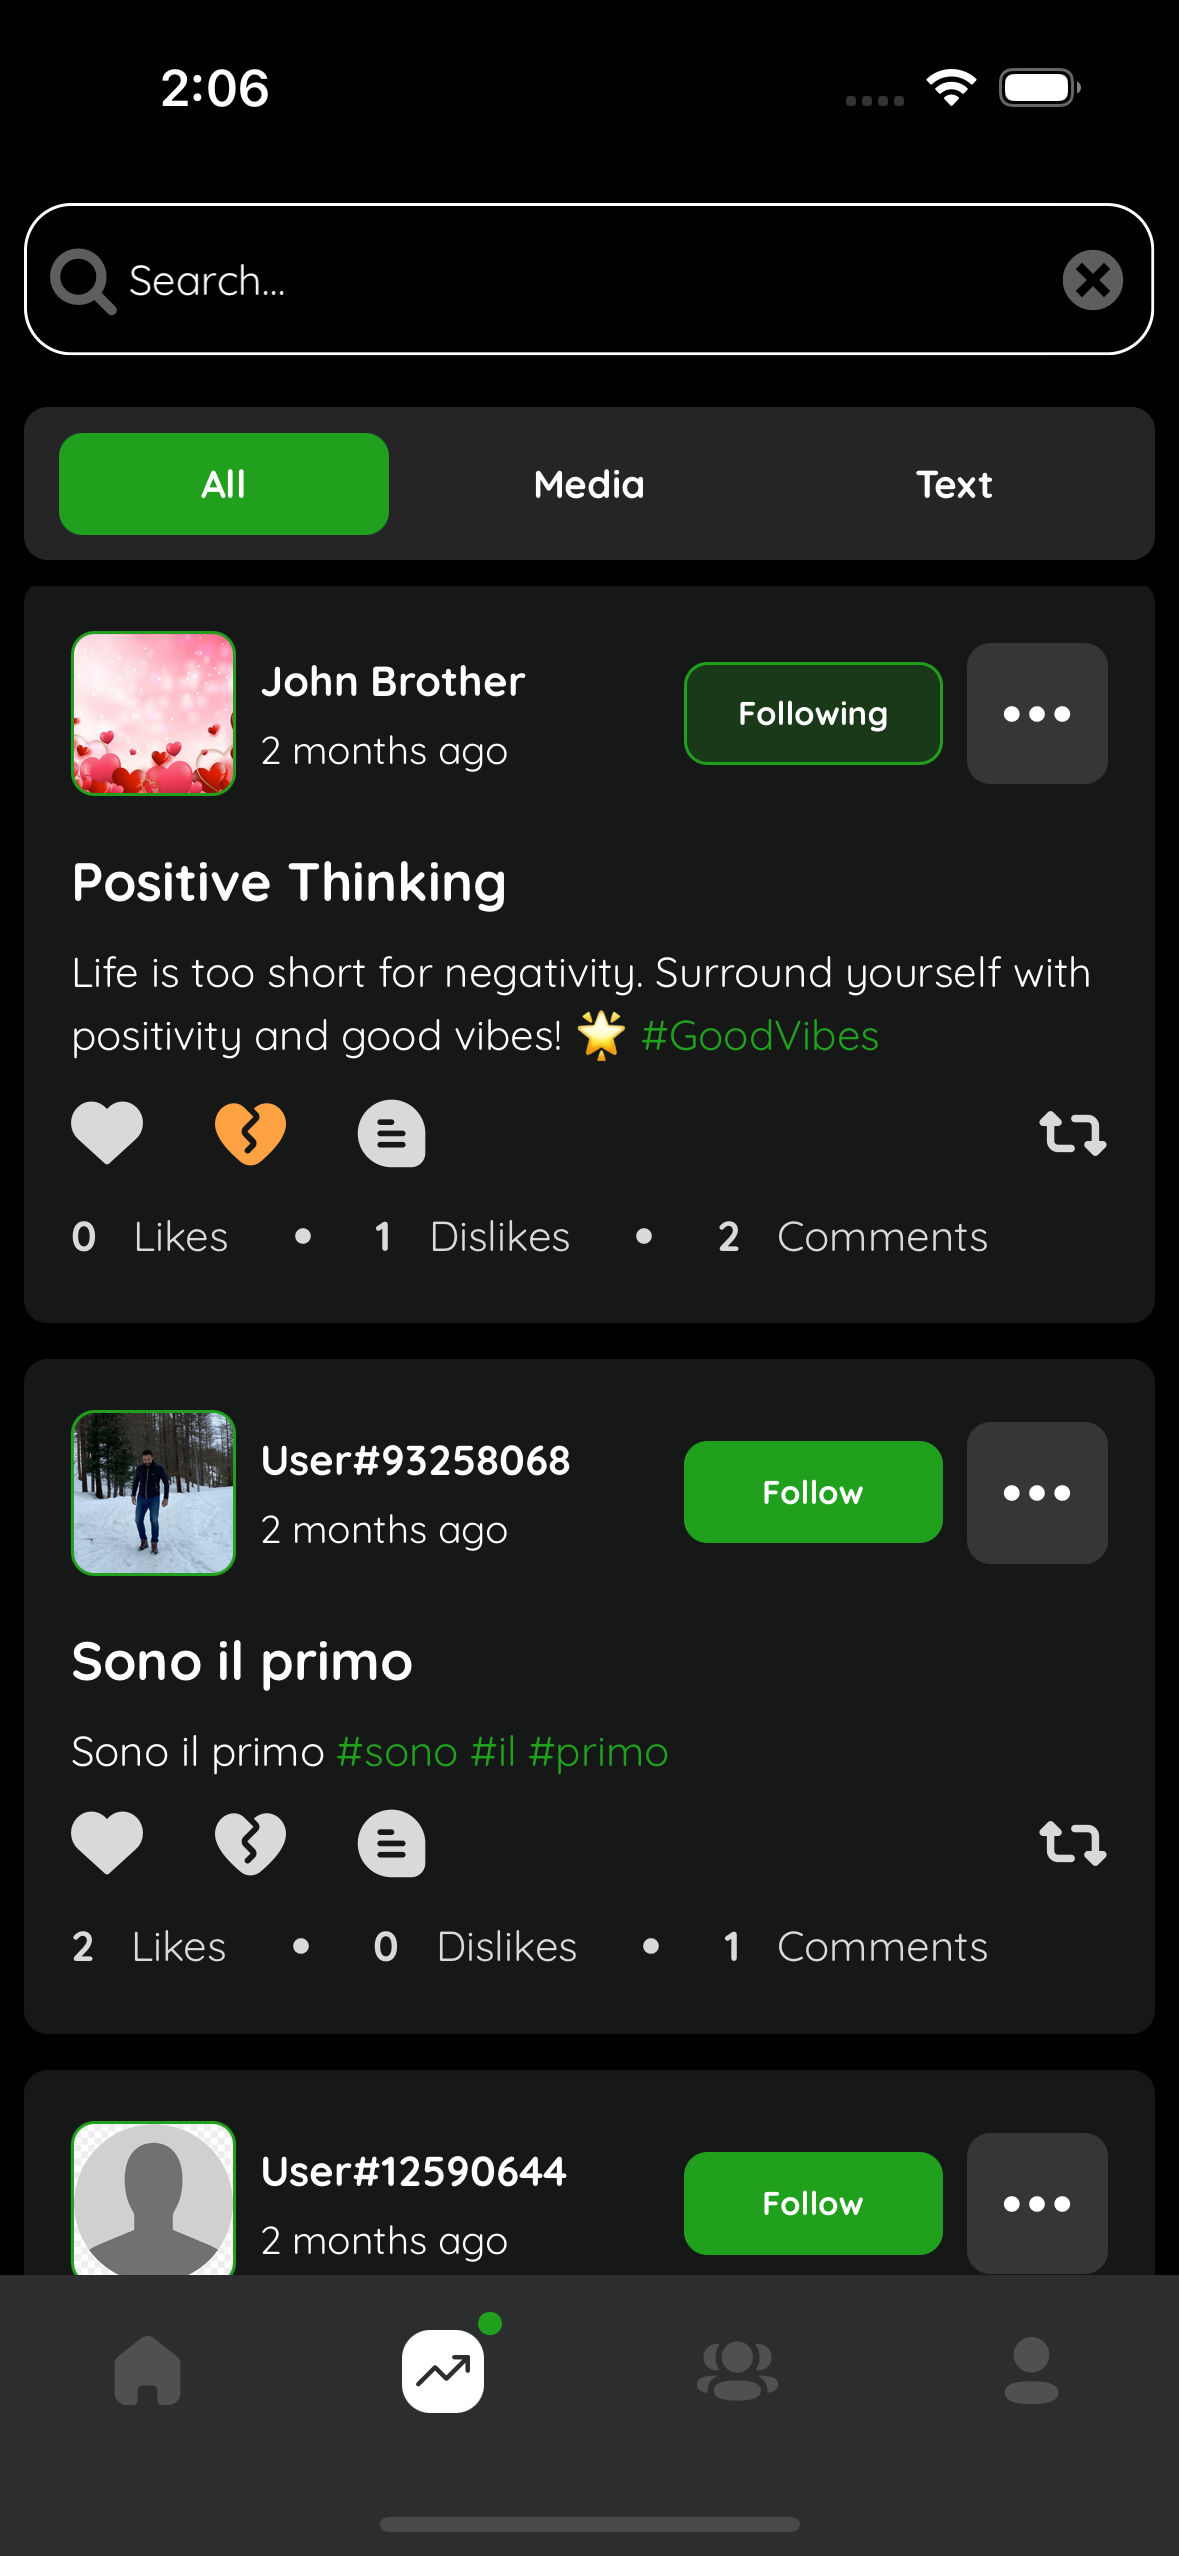 2:06
Search...
All Media Text
John Brother
Following
2 months ago
Positive Thinking
Life is too short for negativity. Surround yourself with
positivity and good vibes! 🌟 #GoodVibes
0 Likes • 1 Dislikes • 2 Comments
User#93258068
Follow
2 months ago
Sono il primo
Sono il primo #sono #il #primo
2 Likes • 0 Dislikes • 1 Comments
User#12590644
Follow
2 months ago